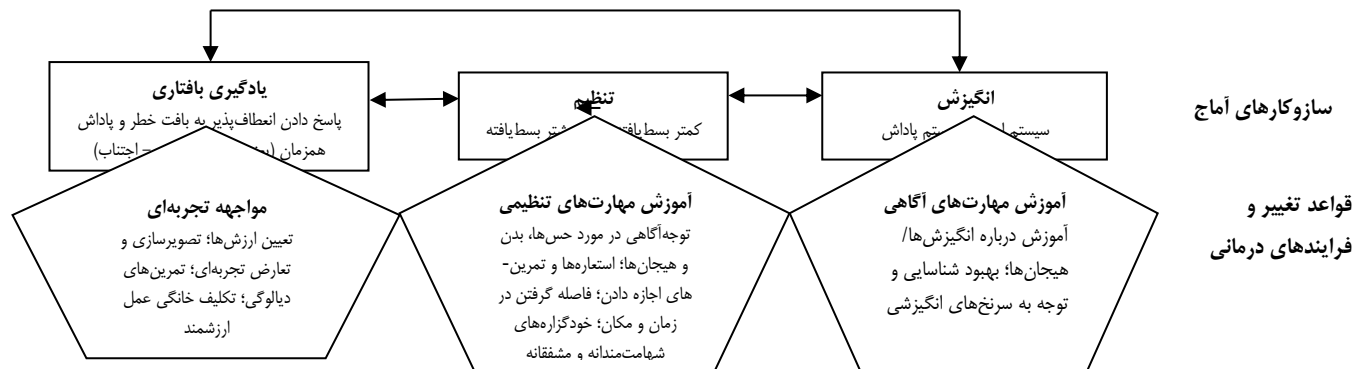 سازوکارهای آماج
انگیزش
سیستم پاداش
تنظیم
کمتر بسط‌یافته بسط‌یافته
یادگیری بافتاری
پاسخ دادن انعطاف‌پذیر به بافت خطر و پاداش
همزمان – اجتناب)
قواعد تغییر و
فرایندهای درمانی
آموزش مهارت‌های آگاهی
آموزش درباره انگیزش‌ها/
هیجان‌ها؛ بهبود شناسایی و
توجه به سرنخ‌های انگیزشی
آموزش مهارت‌های تنظیمی
توجه‌آگاهی در مورد حس‌ها، بدن
و هیجان‌ها؛ استعاره‌ها و تمرین-
های اجازه دادن؛ فاصله گرفتن در
زمان و مکان؛ خودگزاره‌های
شهامت‌مندانه و مشفقانه
مواجهه تجربه‌ای
تعیین ارزش‌ها؛ تصویرسازی و
تعارض تجربه‌ای؛ تمرین‌های
دیالوگی؛ تکلیف خانگی عمل
ارزشمند